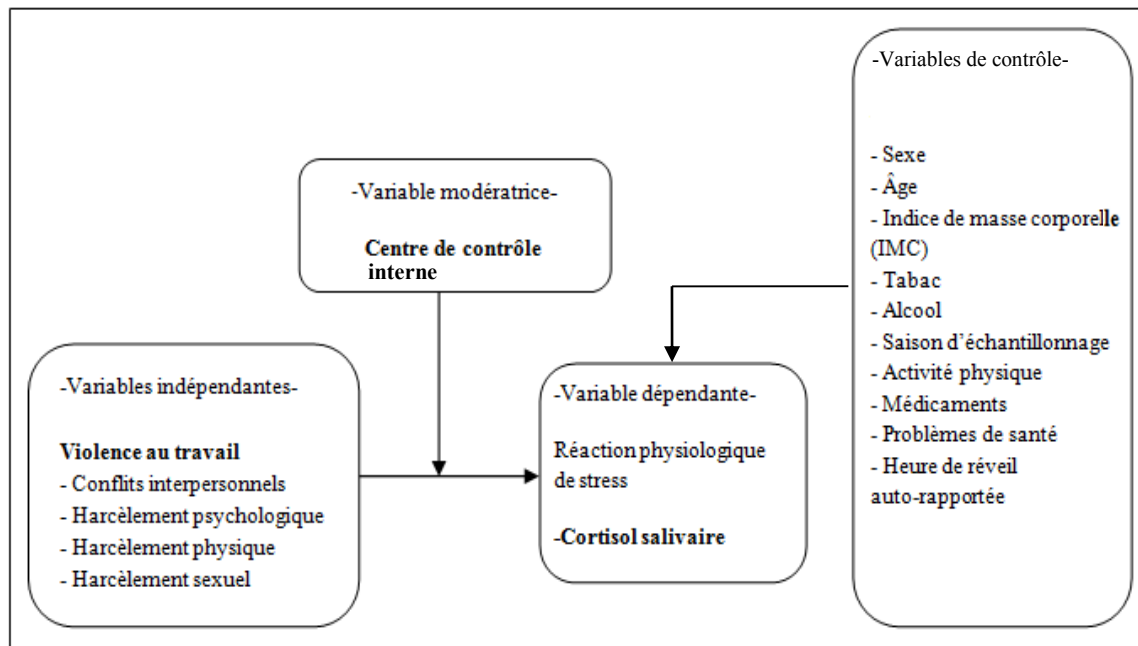 -Variables de contrôle-
- Sexe
- Âge
- Indice de masse corporelle
(IMC)
- Tabac
- Alcool
- Saison d'échantillonnage
- Activité physique
- Médicaments
- Problèmes de santé
- Heure de réveil
auto-rapportée
-Variable modératrice-
Centre de contrôle
interne
-Variables indépendantes-
Violence au travail
- Conflits interpersonnels
- Harcèlement psychologique
- Harcèlement physique
- Harcèlement sexuel
-Variable dépendante-
Réaction physiologique
de stress
-Cortisol salivaire